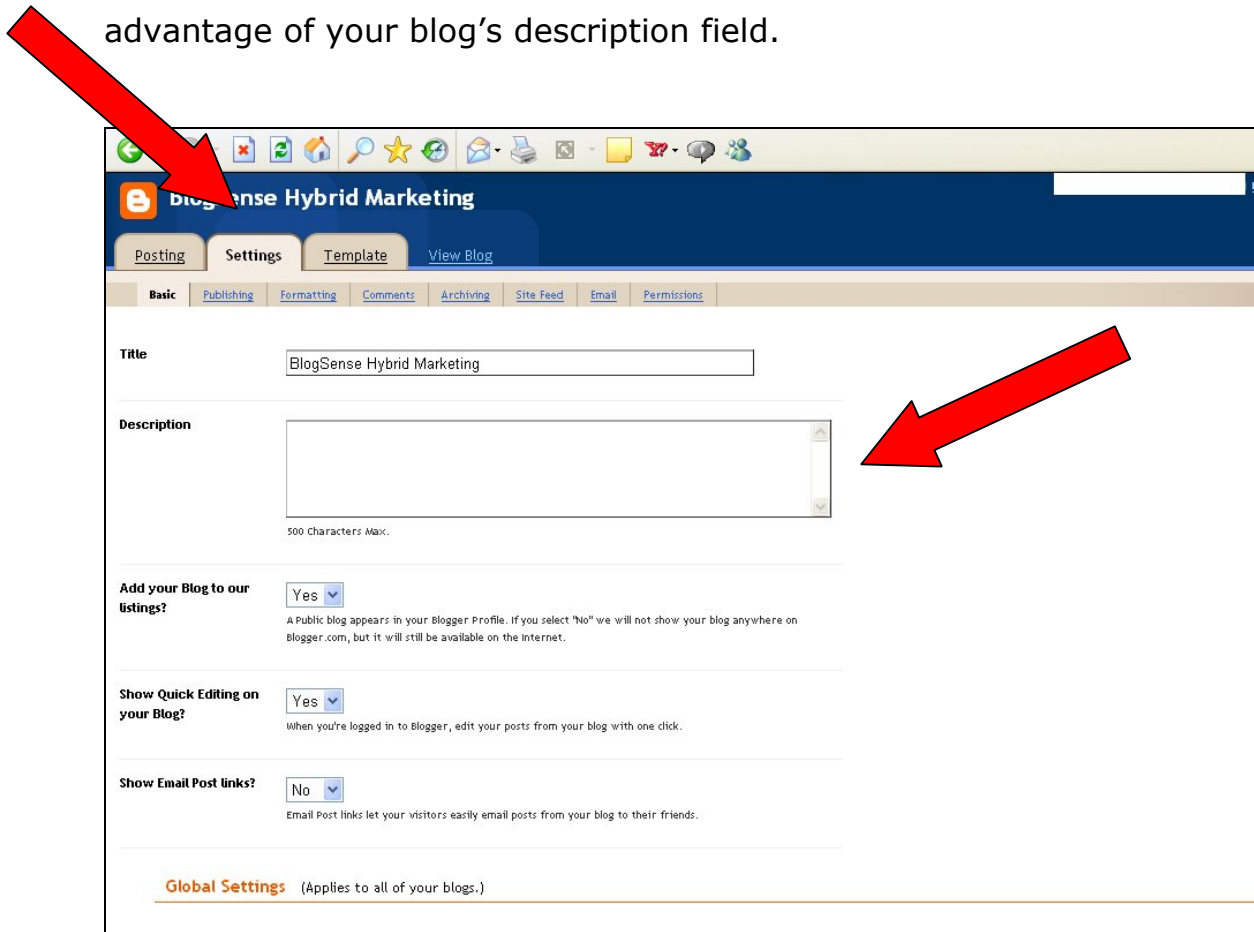 advantage of your blog’s description field.
BlogSense Hybrid Marketing
Posting Settings Template View Blog
Basic Publishing Formatting Comments Archiving Site Feed Email Permissions
Title
BlogSense Hybrid Marketing
Description
500 Characters Max.
Add your Blog to our
listings?
Yes
A Public blog appears in your Blogger Profile. If you select "No" we will not show your blog anywhere on
Blogger.com, but it will still be available on the Internet.
Show Quick Editing on
your Blog?
Yes
When you're logged in to Blogger, edit your posts from your blog with one click.
Show Email Post links?
No
Email Post links let your visitors easily email posts from your blog to their friends.
Global Settings (Applies to all of your blogs.)